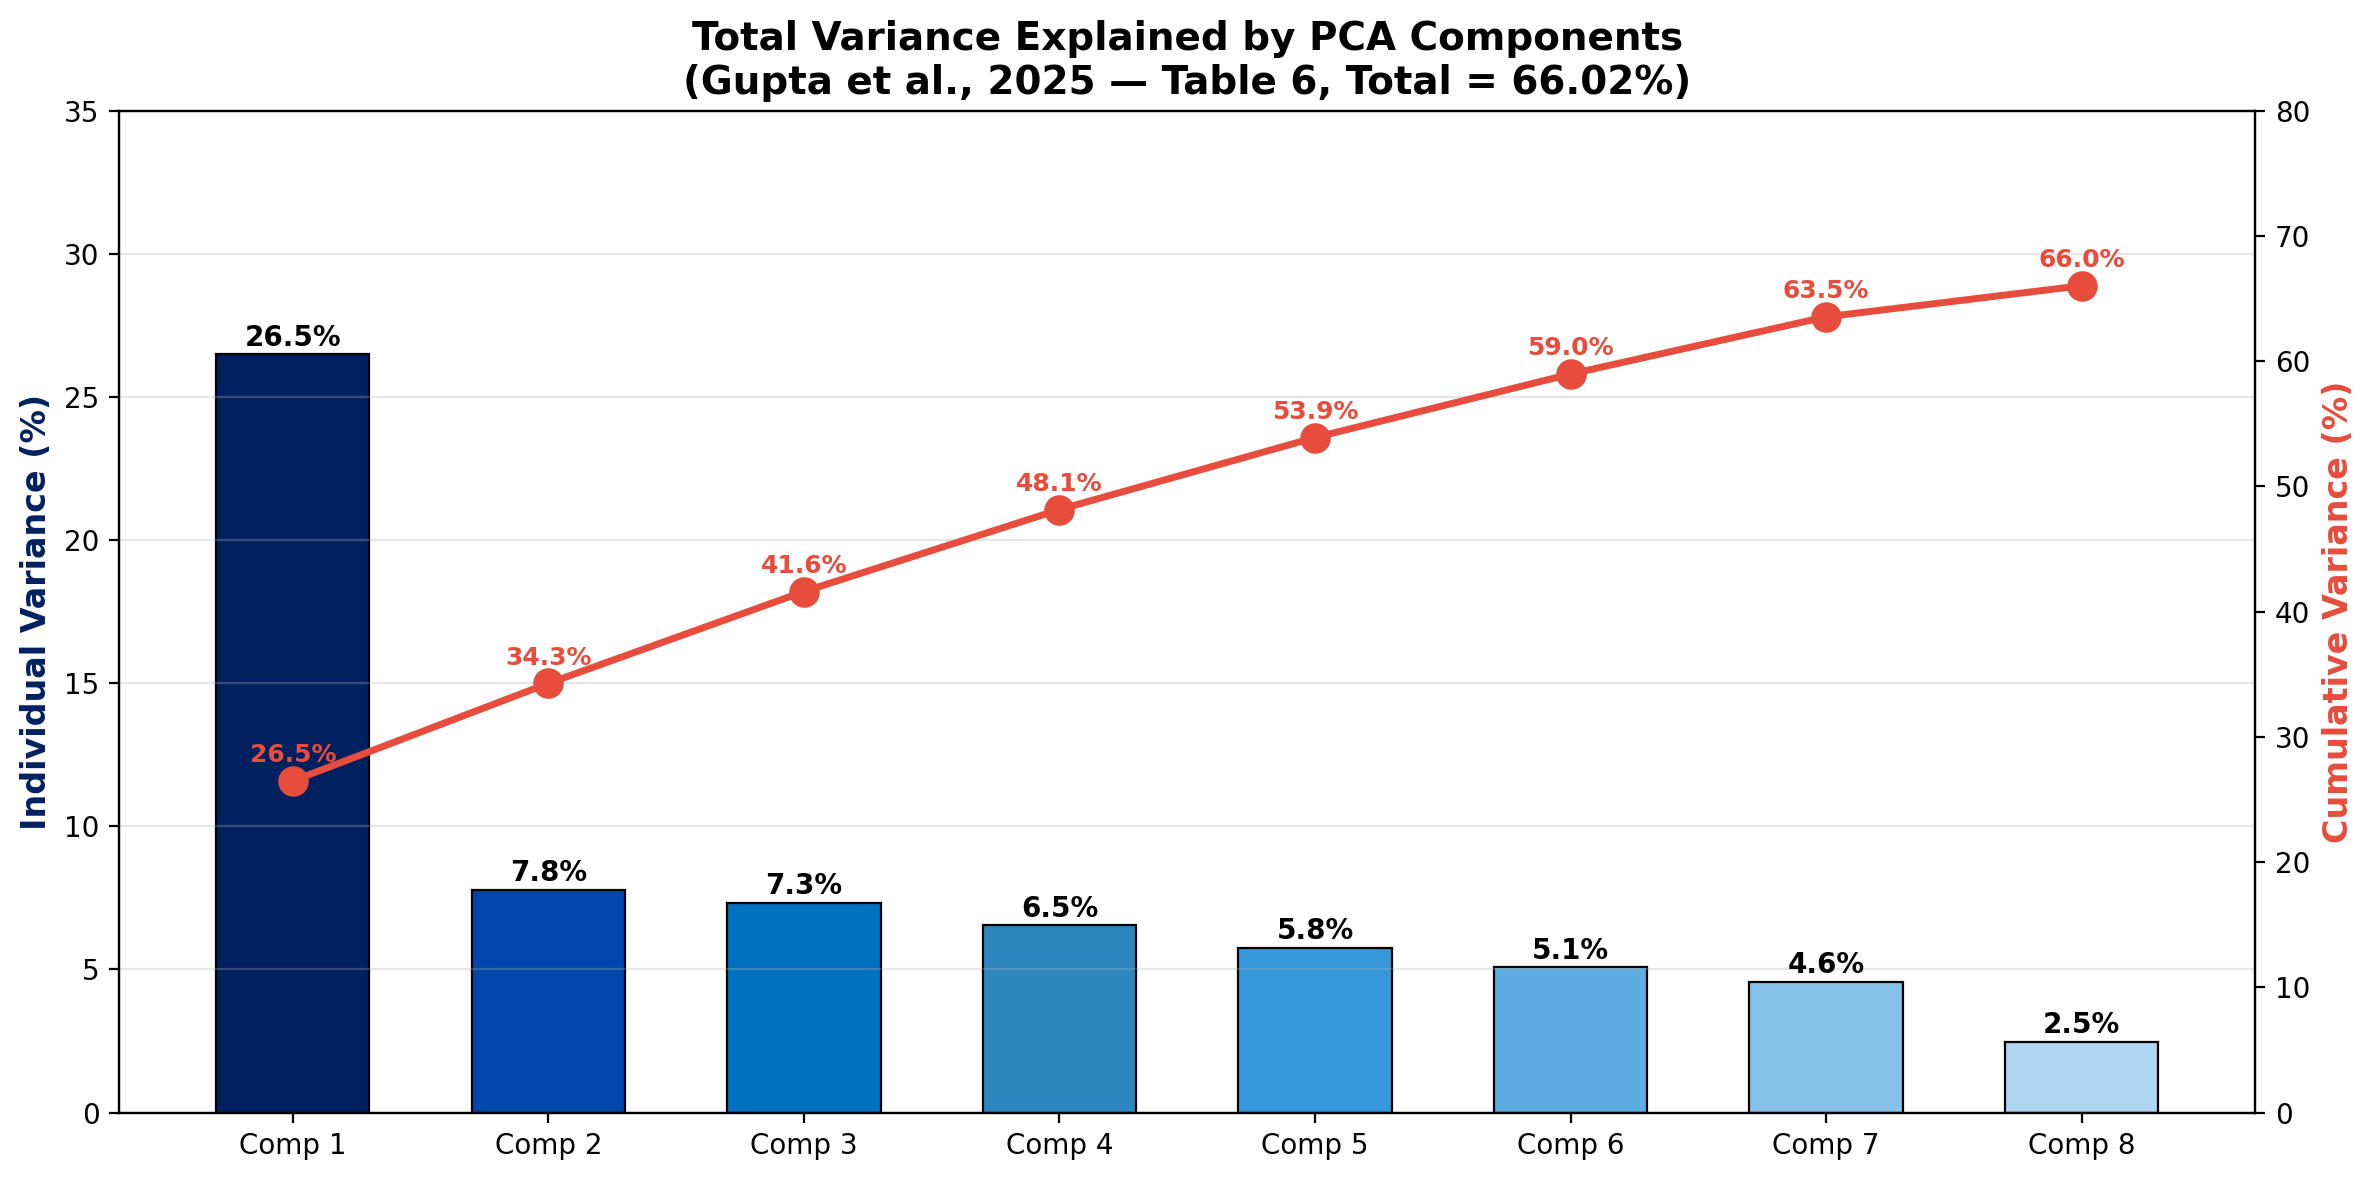 Total Variance Explained by PCA Components
(Gupta et al., 2025 — Table 6, Total = 66.02%)
Individual Variance (%)
35
30
25
20
15
10
5
0
26.5%
7.8%
7.3%
6.5%
5.8%
5.1%
4.6%
2.5%
26.5%
34.3%
41.6%
48.1%
53.9%
59.0%
63.5%
66.0%
Comp 1
Comp 2
Comp 3
Comp 4
Comp 5
Comp 6
Comp 7
Comp 8
80
70
60
50
40
30
20
10
0
Cumulative Variance (%)